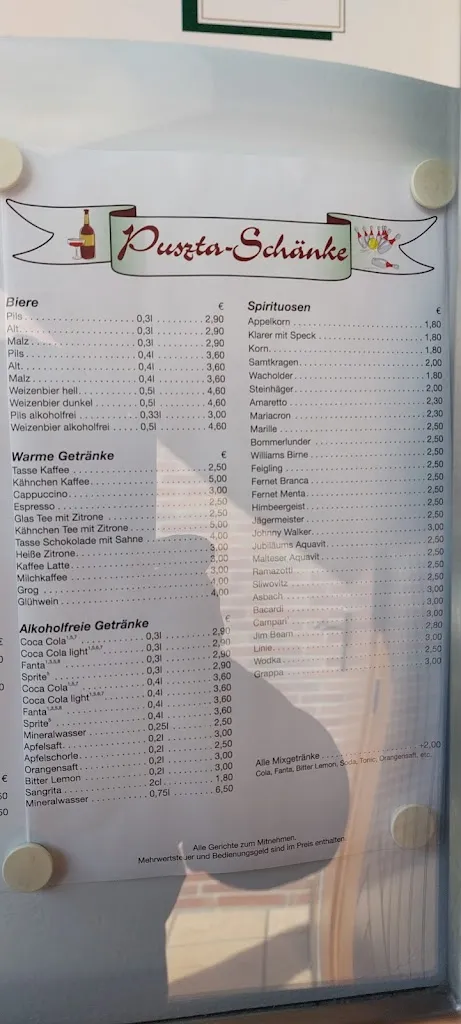 Puszta-Schänke
Biere €
Pils 0,3l 2,90
Alt 0,3l 2,90
Malz 0,3l 2,90
Pils 0,4l 3,60
Alt 0,4l 3,60
Malz 0,4l 3,60
Weizenbier hell 0,5l 4,60
Weizenbier dunkel 0,5l 4,60
Pils alkoholfrei 0,33l 3,00
Weizenbier alkoholfrei 0,5l 4,60
Warme Getränke €
Tasse Kaffee 2,50
Kähnchen Kaffee 5,00
Cappuccino 3,00
Espresso 2,50
Glas Tee mit Zitrone 2,50
Kähnchen Tee mit Zitrone 5,00
Tasse Schokolade mit Sahne 4,00
Heiße Zitrone 3,00
Kaffee Latte 3,00
Milchkaffee 3,00
Grog 4,00
Glühwein 4,00
Alkoholfreie Getränke €
Coca Cola 0,3l 2,90
Coca Cola light 0,3l 2,90
Fanta 0,3l 2,90
Sprite 0,3l 2,90
Coca Cola 0,4l 3,60
Coca Cola light 0,4l 3,60
Fanta 0,4l 3,60
Sprite 0,4l 3,60
Mineralwasser 0,25l 2,50
Apfelsaft 0,2l 3,00
Apfelschorle 0,2l 2,50
Orangensaft 0,2l 3,00
Bitter Lemon 0,2l 3,00
Sangrita 2cl 1,80
Mineralwasser 0,75l 6,50
Spirituosen €
Appelkorn 1,80
Klarer mit Speck 1,80
Korn 1,80
Samtkragen 2,00
Wacholder 1,80
Steinhäger 2,00
Amaretto 2,30
Mariacron 2,30
Marille 2,50
Bommerlunder 2,50
Williams Birne 2,50
Feigling 2,50
Fernet Branca 2,50
Fernet Menta 2,50
Himbeergeist 2,50
Jägermeister 2,50
Johnny Walker 3,00
Jubiläums Aquavit 2,50
Malteser Aquavit 2,50
Ramazotti 2,50
Sliwovitz 2,50
Asbach 3,00
Bacardi 3,00
Campari 3,00
Jim Beam 2,80
Linie 3,00
Wodka 2,50
Grappa 3,00
Alle Mixgetränke +2,00
Cola, Fanta, Bitter Lemon, Soda, Tonic, Orangensaft, etc.
Alle Gerichte zum Mitnehmen.
Mehrwertsteuer und Bedienungsgeld sind im Preis enthalten.